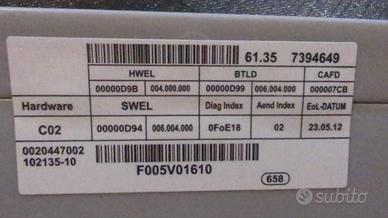 61.35 7394649
HWEL BTLD CAFD
00000D9B 004.000.000 00000D99 006.004.000 000007CB
Hardware SWEL Diag Index Aend Index EoL-DATUM
C02 00000D94 006.004.000 0F0E18 02 23.05.12
0020447002
102135-10
F005V01610
658
subito